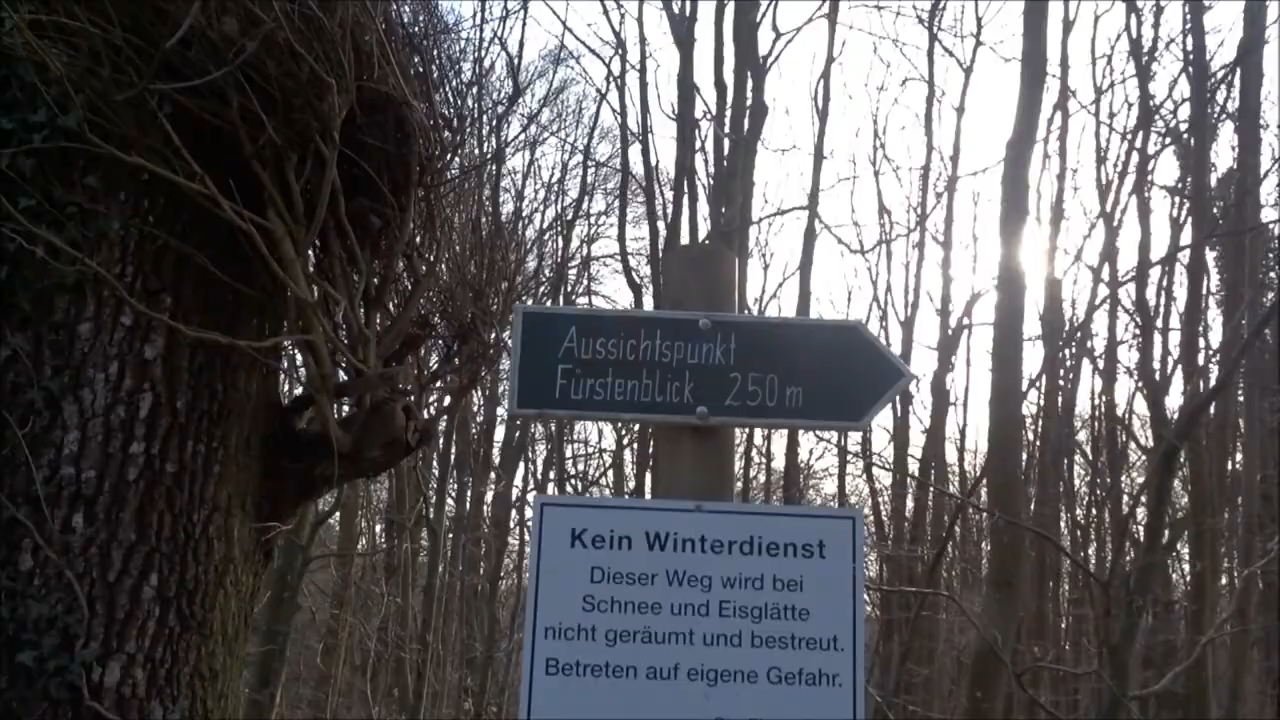 Aussichtspunkt
Fürstenblick 250 m
Kein Winterdienst
Dieser Weg wird bei
Schnee und Eisglätte
nicht geräumt und bestreut.
Betreten auf eigene Gefahr.